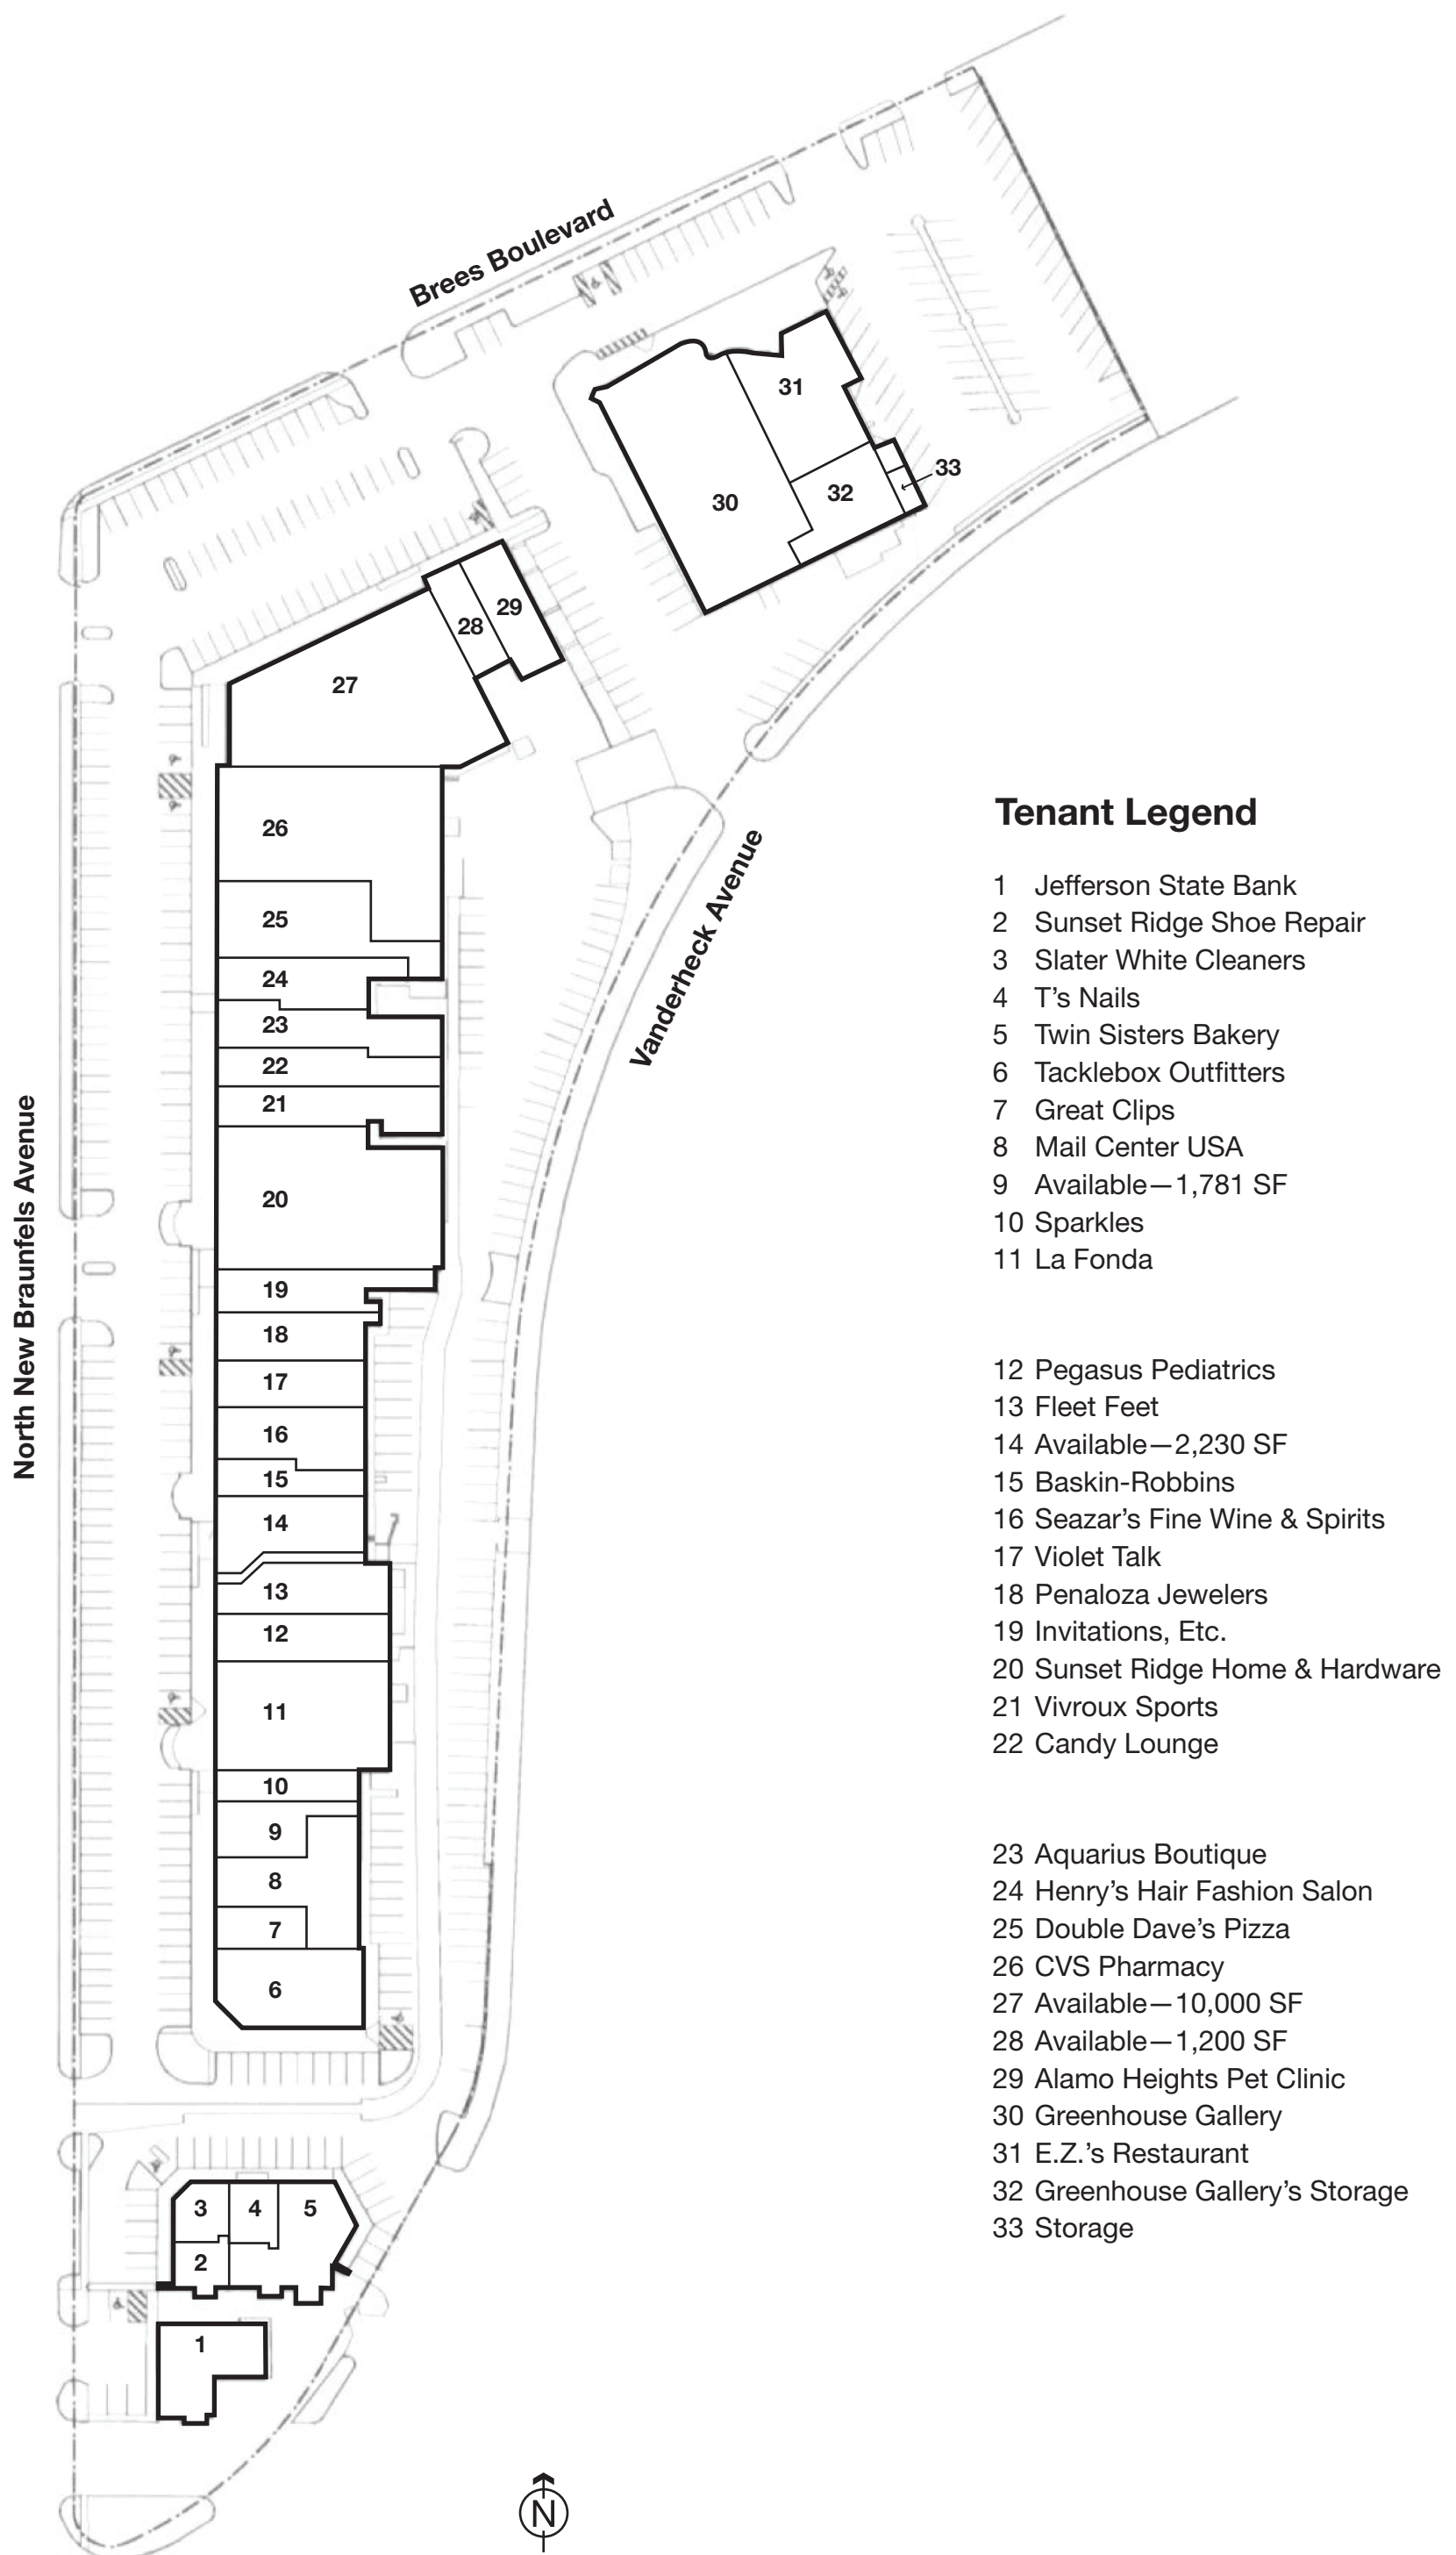 Brees Boulevard
31
33
32
30
29
28
27
26
25
24
23
22
21
20
19
18
17
16
15
14
13
12
11
10
9
8
7
6
3 4 5
2
1
North New Braunfels Avenue
Vanderheck Avenue
N
Tenant Legend
1 Jefferson State Bank
2 Sunset Ridge Shoe Repair
3 Slater White Cleaners
4 T’s Nails
5 Twin Sisters Bakery
6 Tacklebox Outfitters
7 Great Clips
8 Mail Center USA
9 Available—1,781 SF
10 Sparkles
11 La Fonda
12 Pegasus Pediatrics
13 Fleet Feet
14 Available—2,230 SF
15 Baskin-Robbins
16 Seazar’s Fine Wine & Spirits
17 Violet Talk
18 Penaloza Jewelers
19 Invitations, Etc.
20 Sunset Ridge Home & Hardware
21 Vivroux Sports
22 Candy Lounge
23 Aquarius Boutique
24 Henry’s Hair Fashion Salon
25 Double Dave’s Pizza
26 CVS Pharmacy
27 Available—10,000 SF
28 Available—1,200 SF
29 Alamo Heights Pet Clinic
30 Greenhouse Gallery
31 E.Z.’s Restaurant
32 Greenhouse Gallery’s Storage
33 Storage